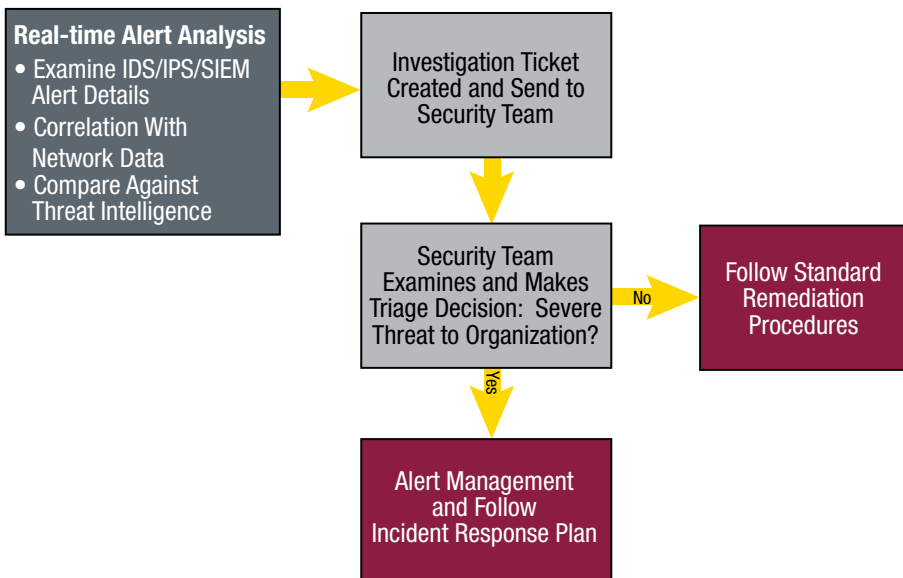 Real-time Alert Analysis
• Examine IDS/IPS/SIEM
Alert Details
• Correlation With
Network Data
• Compare Against
Threat Intelligence
Investigation Ticket
Created and Send to
Security Team
Security Team
Examines and Makes
Triage Decision: Severe
Threat to Organization?
No
Follow Standard
Remediation
Procedures
Yes
Alert Management
and Follow
Incident Response Plan